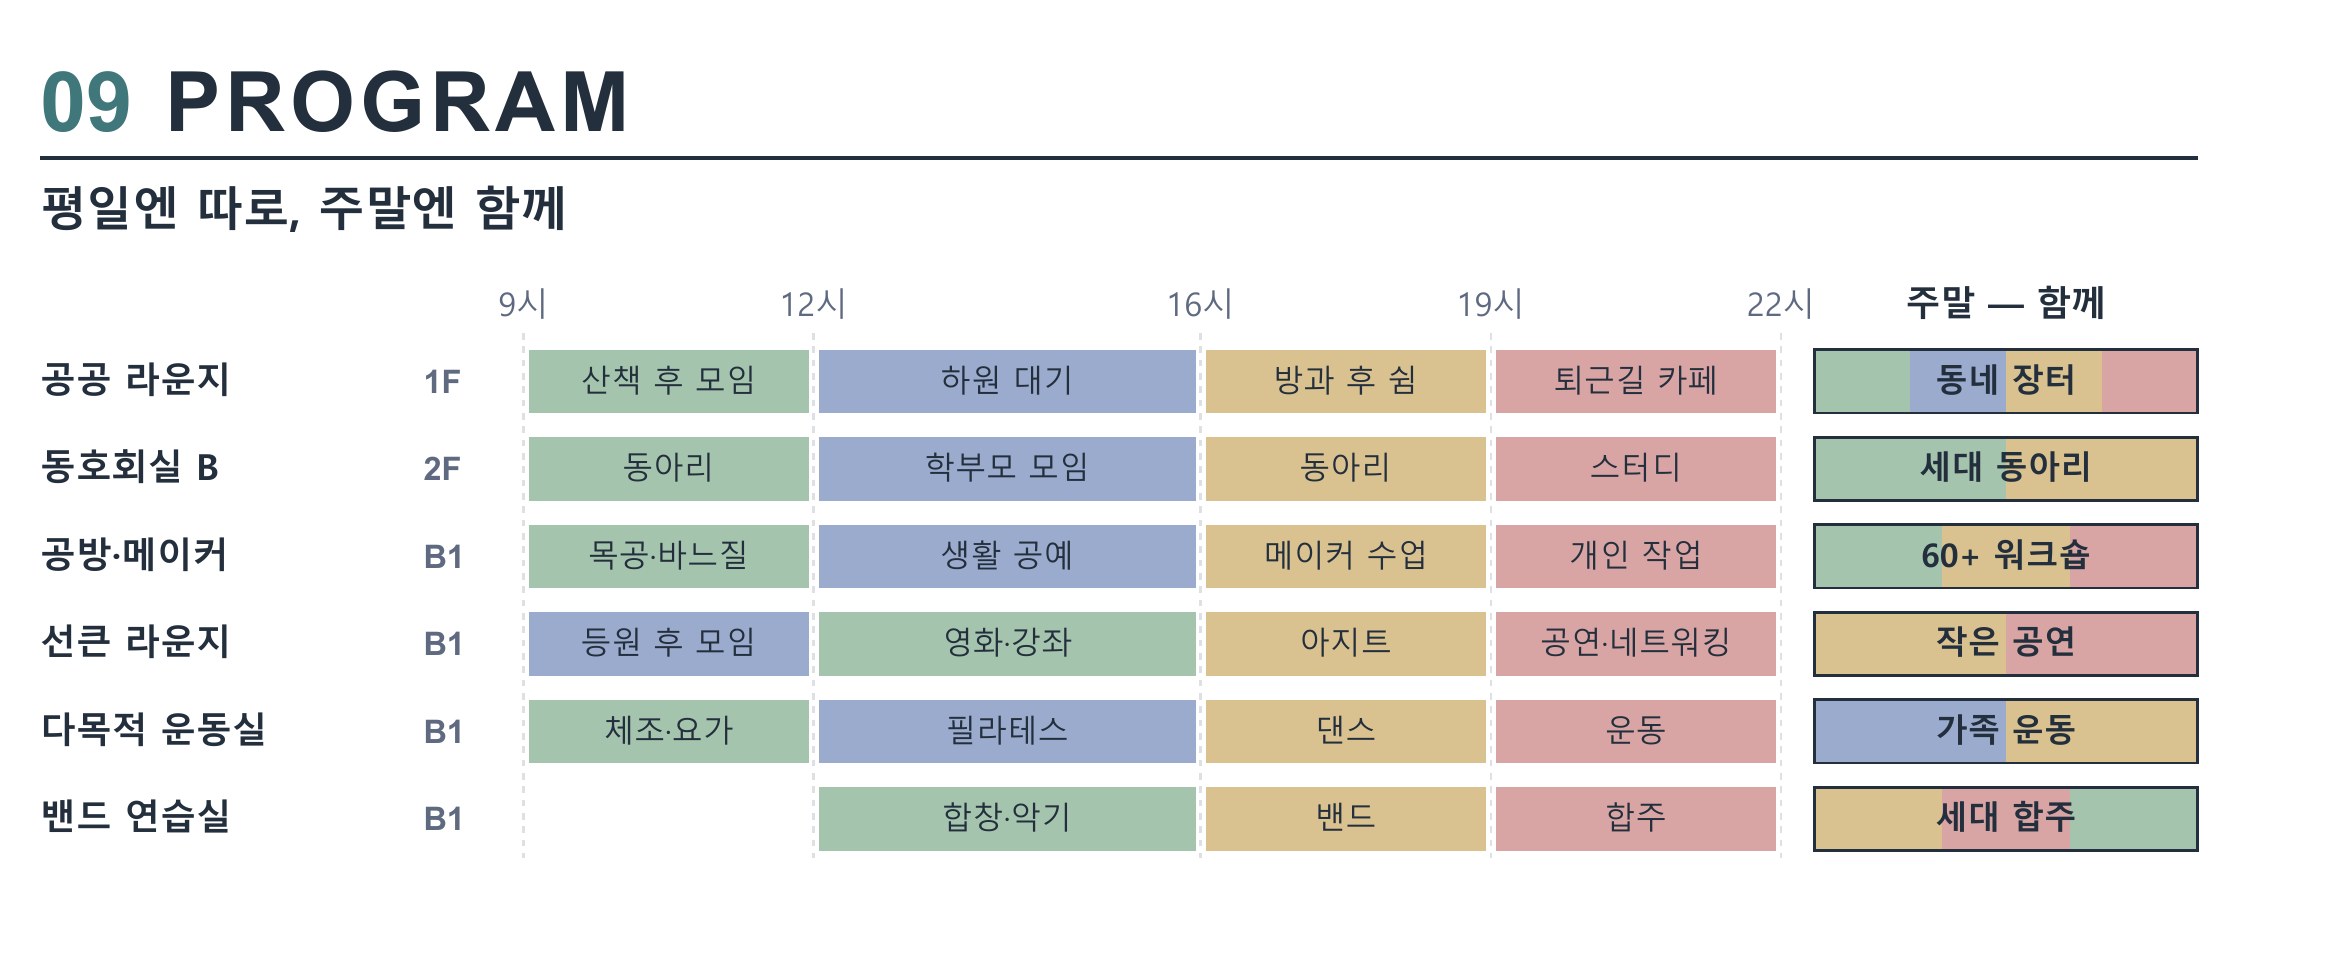 09 PROGRAM
평일엔 따로, 주말엔 함께
9시 12시 16시 19시 22시 주말 — 함께
공공 라운지 1F 산책 후 모임 하원 대기 방과 후 쉼 퇴근길 카페 동네 장터
동호회실 B 2F 동아리 학부모 모임 동아리 스터디 세대 동아리
공방·메이커 B1 목공·바느질 생활 공예 메이커 수업 개인 작업 60+ 워크숍
선큰 라운지 B1 등원 후 모임 영화·강좌 아지트 공연·네트워킹 작은 공연
다목적 운동실 B1 체조·요가 필라테스 댄스 운동 가족 운동
밴드 연습실 B1 합창·악기 밴드 합주 세대 합주